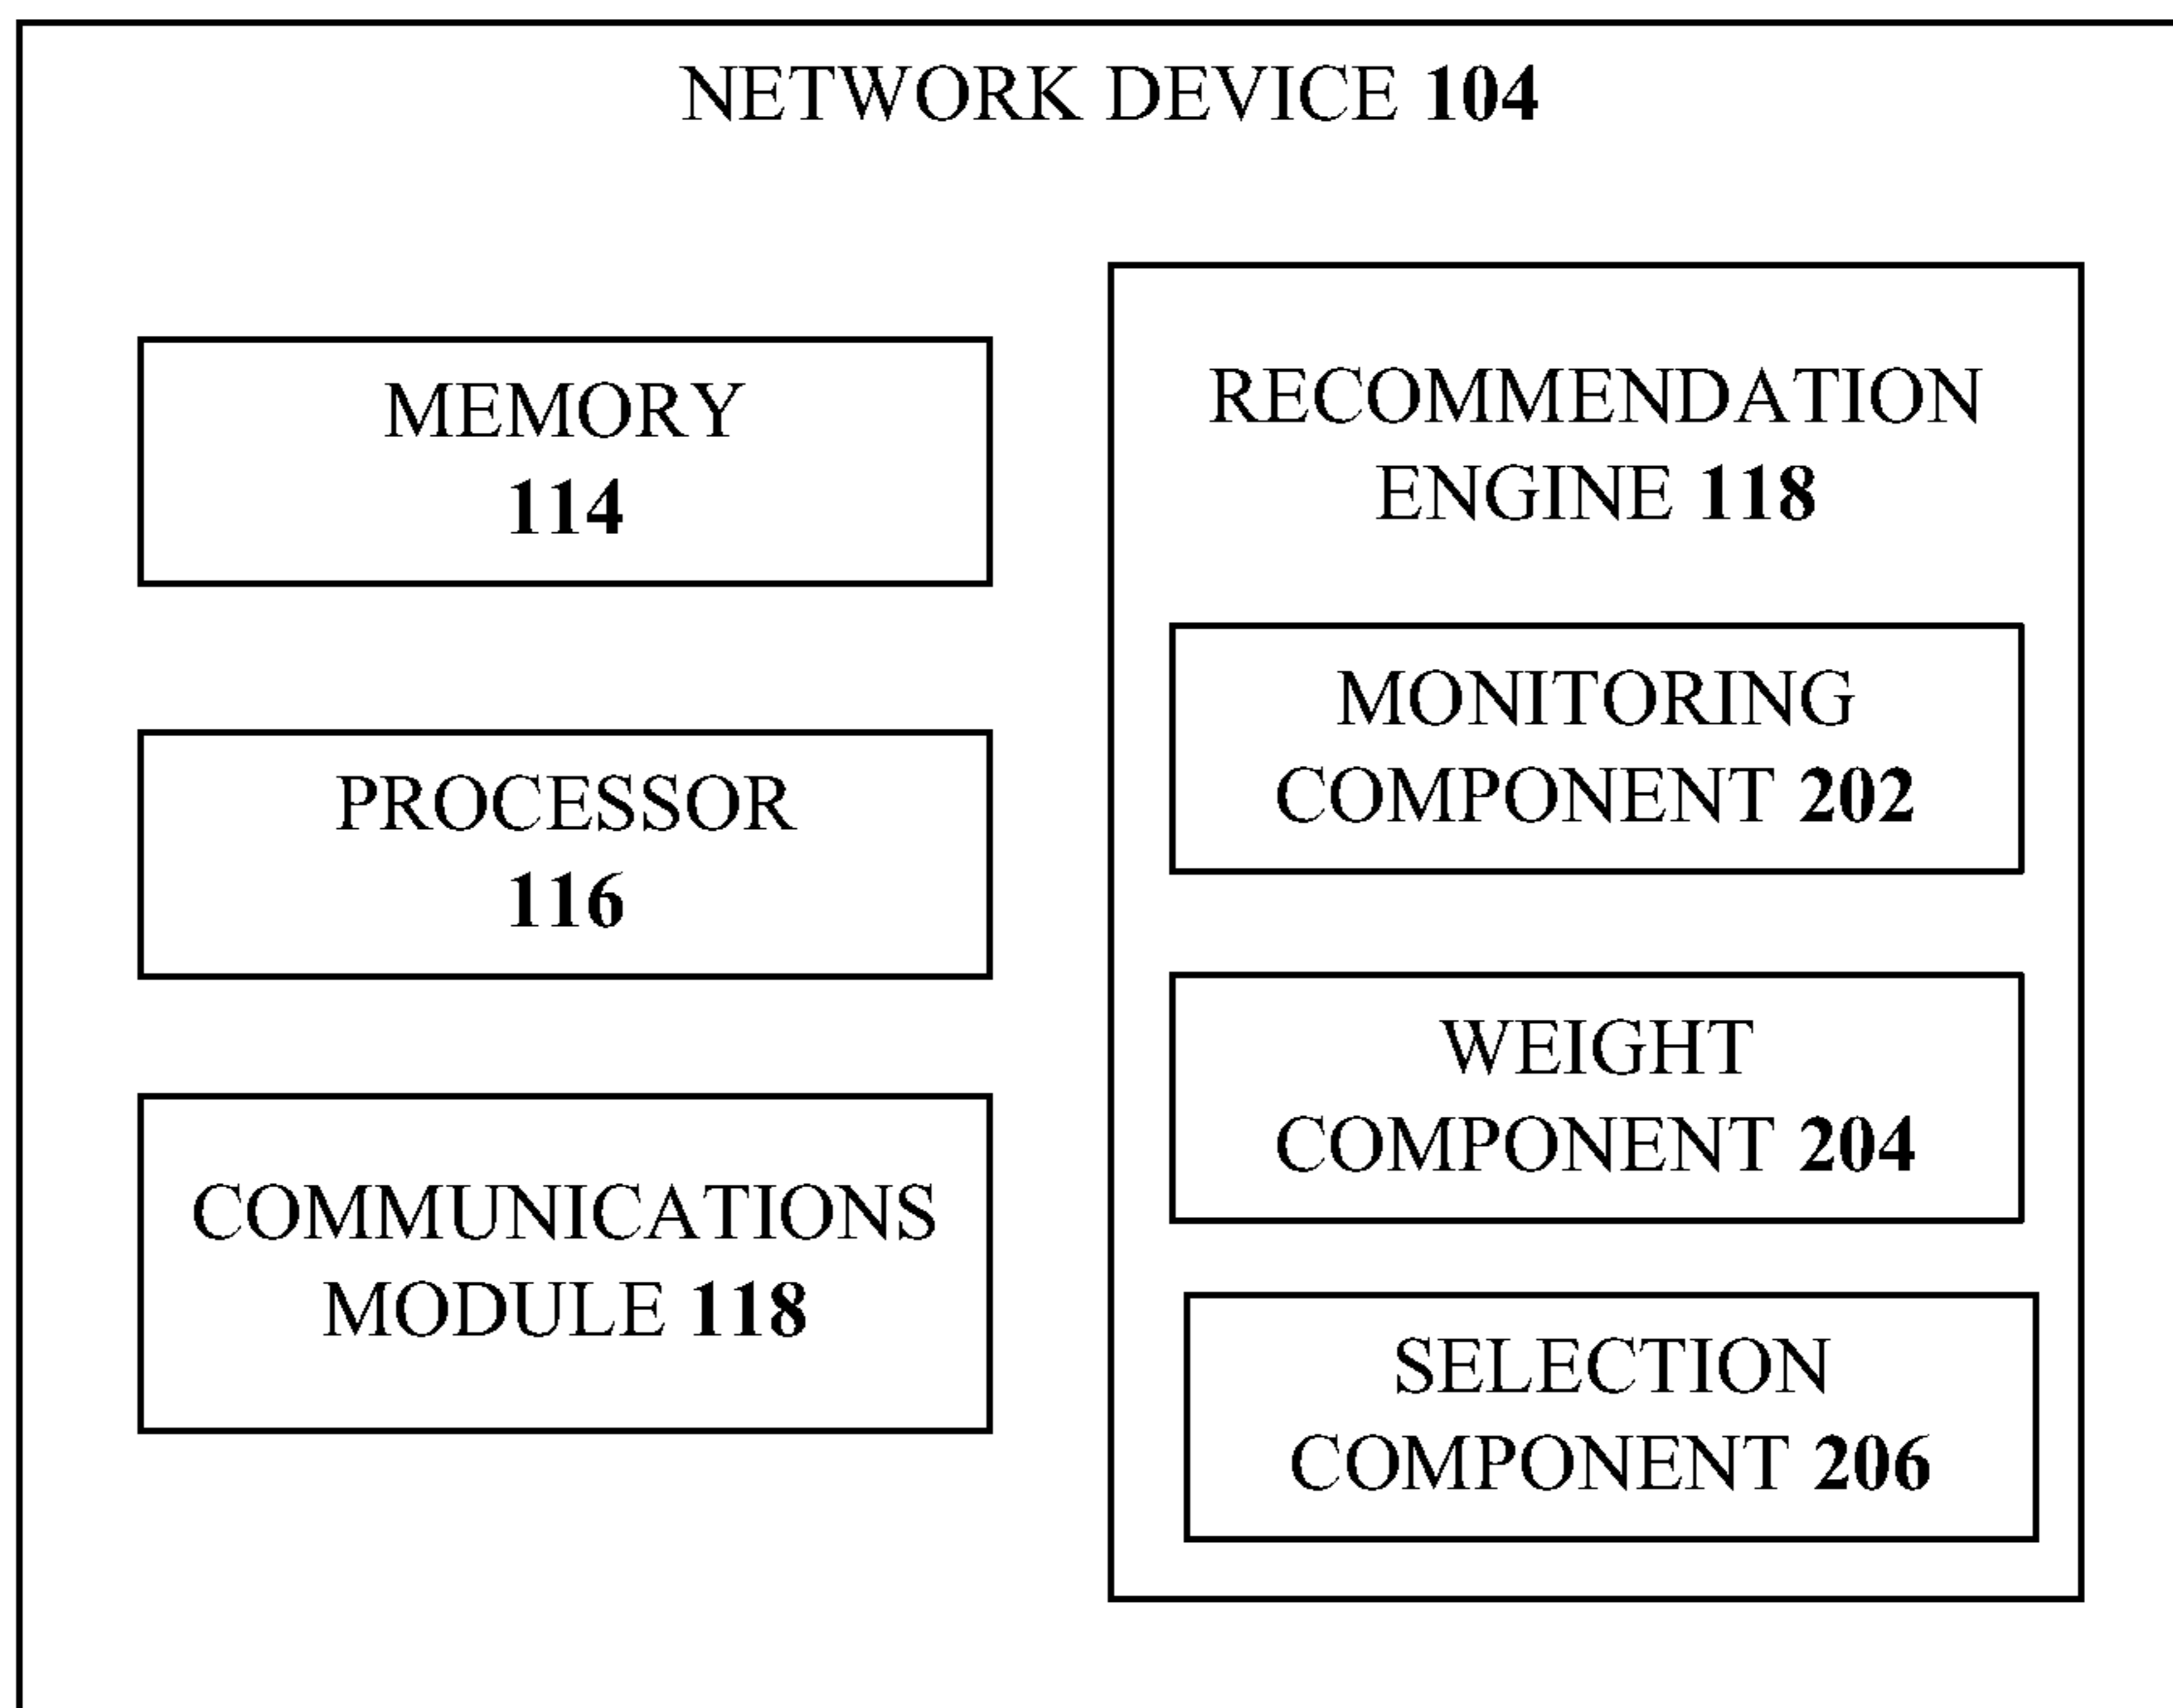 NETWORK DEVICE 104
MEMORY
114
PROCESSOR
116
COMMUNICATIONS
MODULE 118
RECOMMENDATION
ENGINE 118
MONITORING
COMPONENT 202
WEIGHT
COMPONENT 204
SELECTION
COMPONENT 206